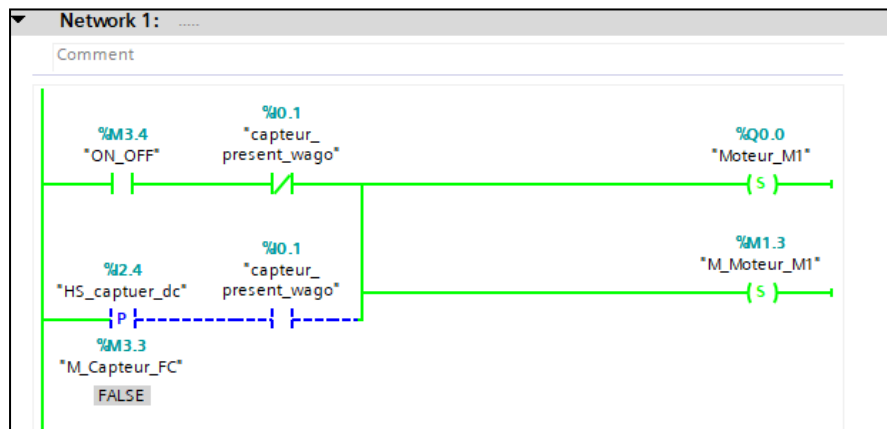 Network 1: .....
Comment
%M3.4
"ON_OFF"
%I0.1
"capteur_
present_wago"
%Q0.0
"Moteur_M1"
S
%I2.4
"HS_captuer_dc"
%I0.1
"capteur_
present_wago"
%M1.3
"M_Moteur_M1"
S
P
%M3.3
"M_Capteur_FC"
FALSE